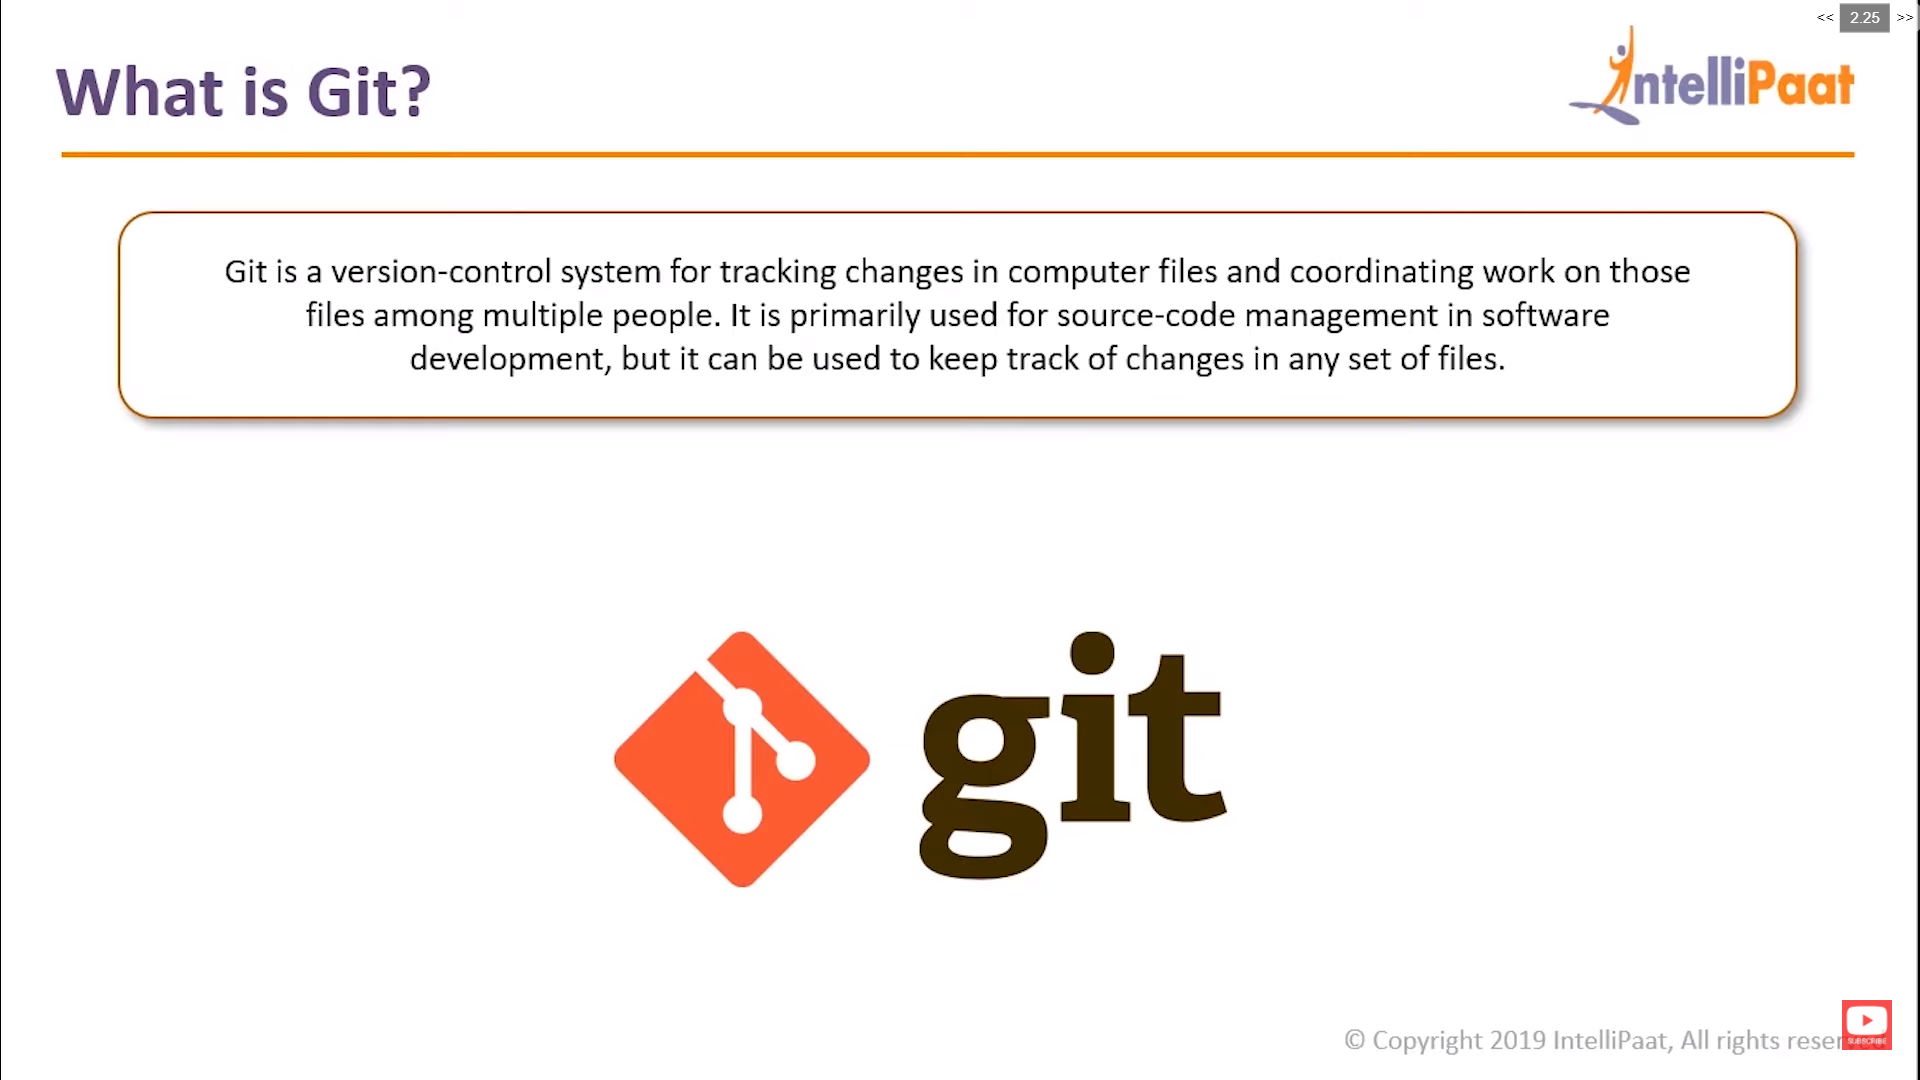 << 2.25 >>
What is Git?
IntelliPaat
Git is a version-control system for tracking changes in computer files and coordinating work on those
files among multiple people. It is primarily used for source-code management in software
development, but it can be used to keep track of changes in any set of files.
git
© Copyright 2019 IntelliPaat, All rights reserved
SUBSCRIBE